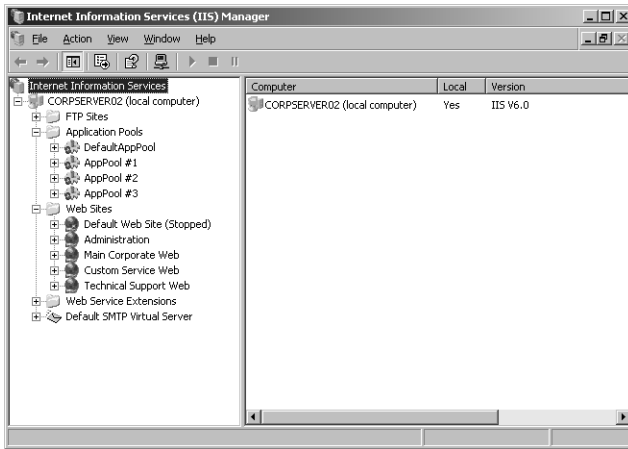 Internet Information Services (IIS) Manager
File Action View Window Help
Internet Information Services
CORPSERVER02 (local computer)
FTP Sites
Application Pools
DefaultAppPool
AppPool #1
AppPool #2
AppPool #3
Web Sites
Default Web Site (Stopped)
Administration
Main Corporate Web
Custom Service Web
Technical Support Web
Web Service Extensions
Default SMTP Virtual Server
Computer Local Version
CORPSERVER02 (local computer) Yes IIS V6.0